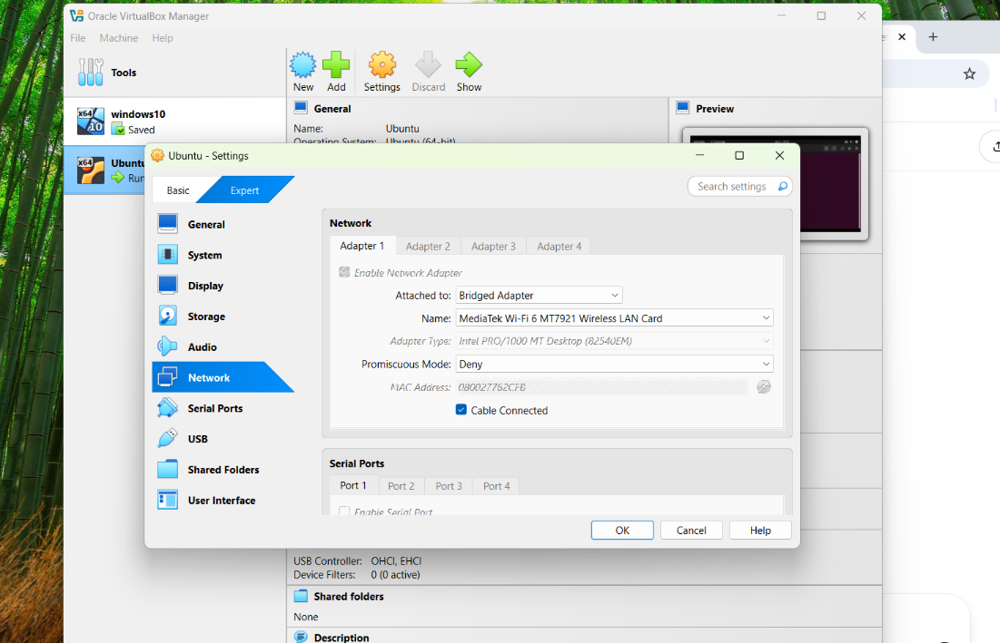 Oracle VirtualBox Manager
File Machine Help
Tools
New Add Settings Discard Show
windows10
Saved
Ubuntu
Run
General
Name: Ubuntu
Operating System: Ubuntu (64-bit)
Preview
Ubuntu - Settings
Basic Expert
Search settings
General
System
Display
Storage
Audio
Network
Serial Ports
USB
Shared Folders
User Interface
Network
Adapter 1 Adapter 2 Adapter 3 Adapter 4
Enable Network Adapter
Attached to: Bridged Adapter
Name: MediaTek Wi-Fi 6 MT7921 Wireless LAN Card
Adapter Type: Intel PRO/1000 MT Desktop (82540EM)
Promiscuous Mode: Deny
MAC Address: 080027762CFB
Cable Connected
Serial Ports
Port 1 Port 2 Port 3 Port 4
Enable Serial Port
OK Cancel Help
USB Controller: OHCI, EHCI
Device Filters: 0 (0 active)
Shared folders
None
Description